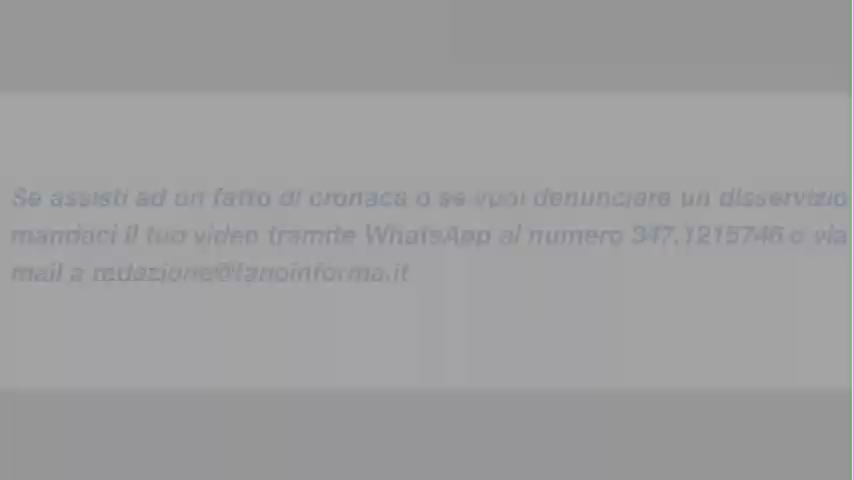 Se assisti ad un fatto di cronaca o se vuoi denunciare un disservizio
mandaci il tuo video tramite WhatsApp al numero 347.1215746 o via
mail a redazione@lanoinforma.it